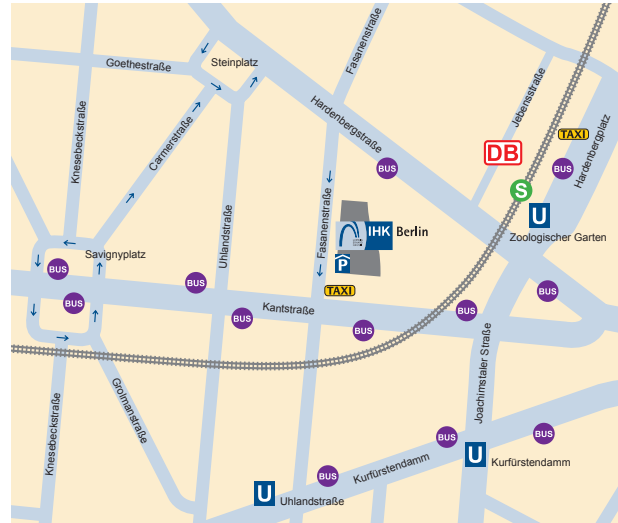 Goethestraße
Steinplatz
Fasanenstraße
Hardenbergstraße
Jebensstraße
TAXI
Hardenbergplatz
Knesebeckstraße
Carmerstraße
DB
BUS
BUS
S
U
Zoologischer Garten
Uhlandstraße
Fasanenstraße
IHK Berlin
P
Savignyplatz
BUS
BUS
BUS
TAXI
BUS
Kantstraße
BUS
BUS
BUS
Joachimstaler Straße
Knesebeckstraße
Grolmanstraße
BUS
BUS
U
Kurfürstendamm
Kurfürstendamm
BUS
U
Uhlandstraße